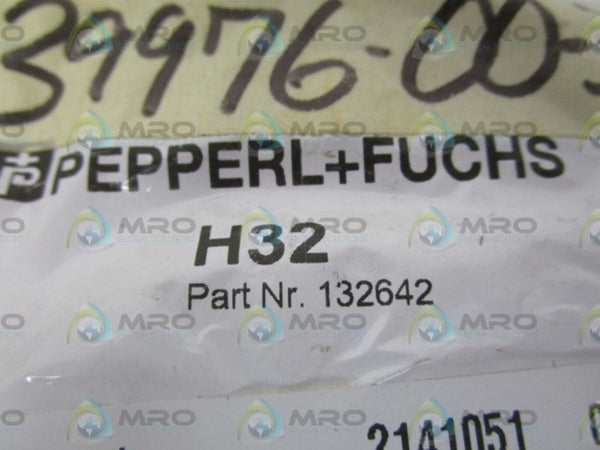 39976-00-
PEPPERL+FUCHS
H32
Part Nr. 132642
2141051